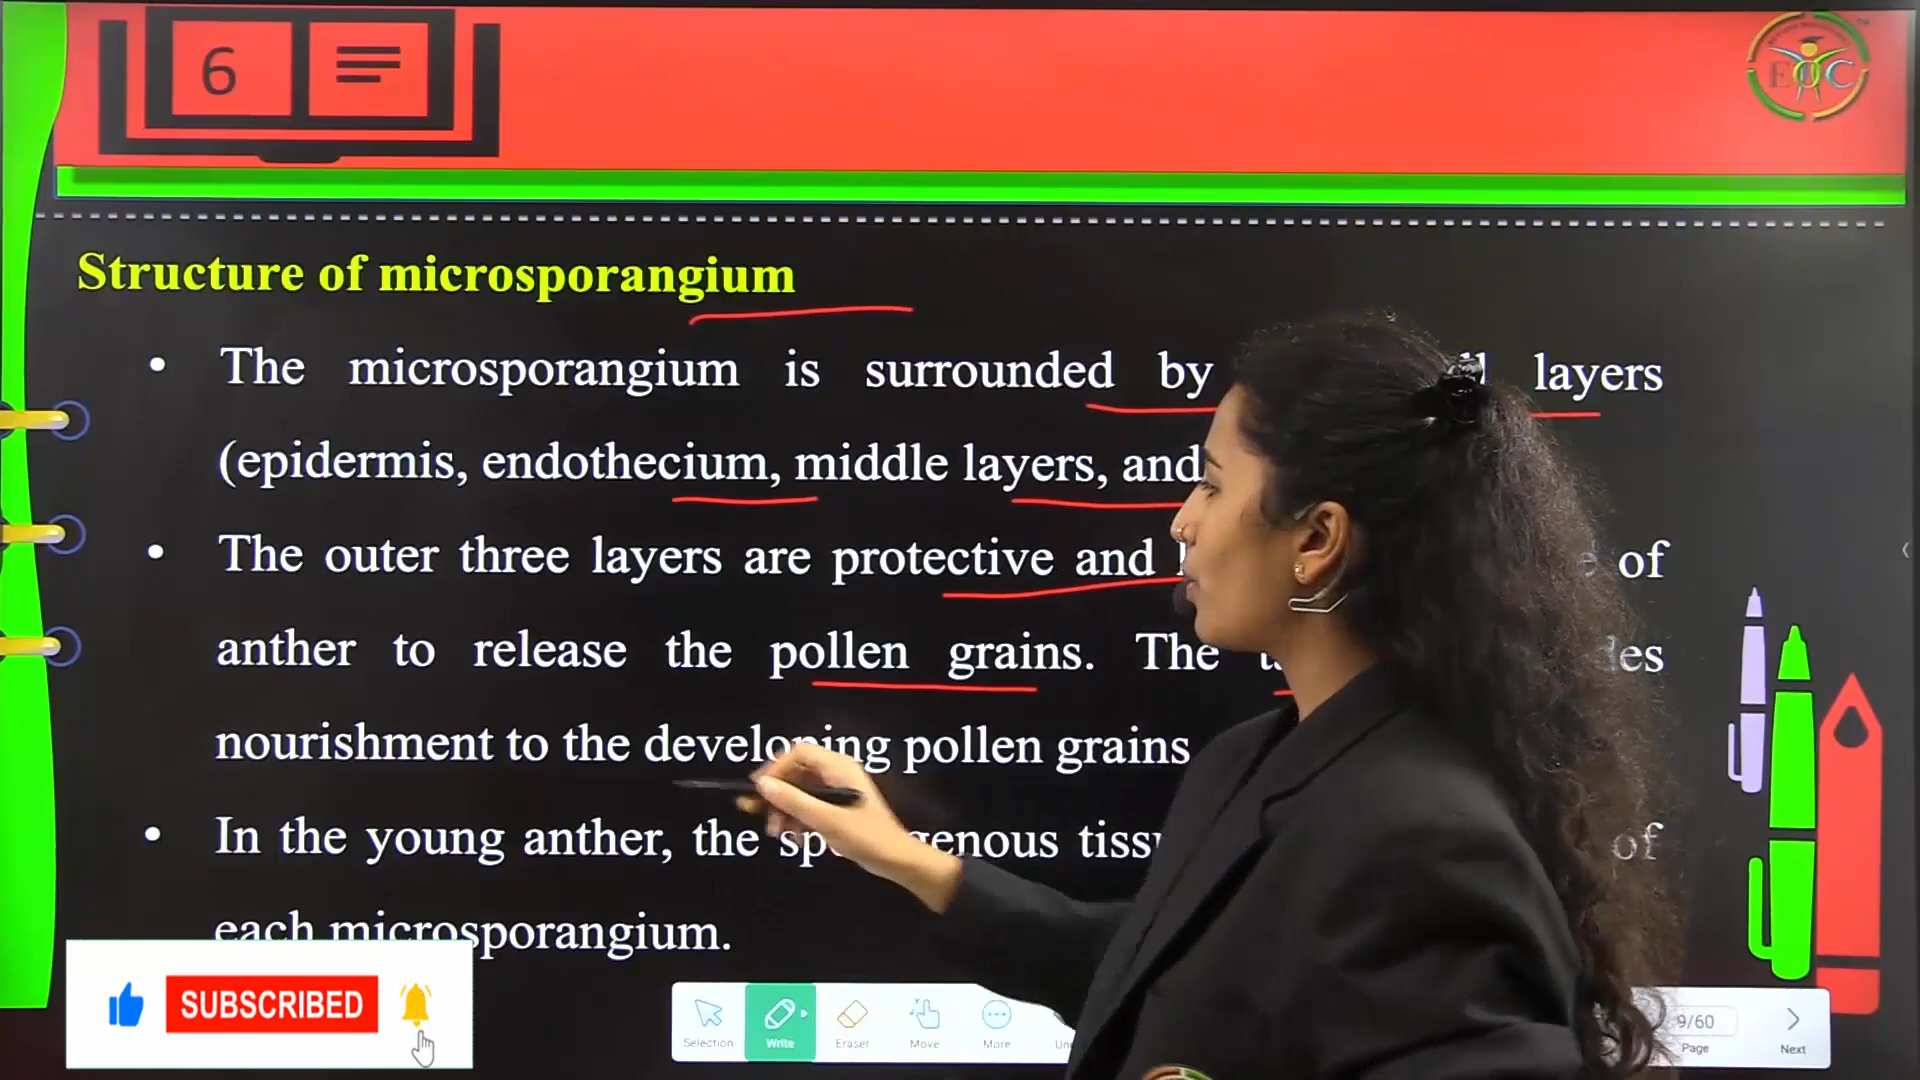 6
EOC
Structure of microsporangium
• The microsporangium is surrounded by layers
(epidermis, endothecium, middle layers, and
• The outer three layers are protective and of
anther to release the pollen grains. The
nourishment to the developing pollen grains
• In the young anther, the of
each microsporangium.
SUBSCRIBED
Selection
Write
Eraser
Move
More
9/60
Page
Next